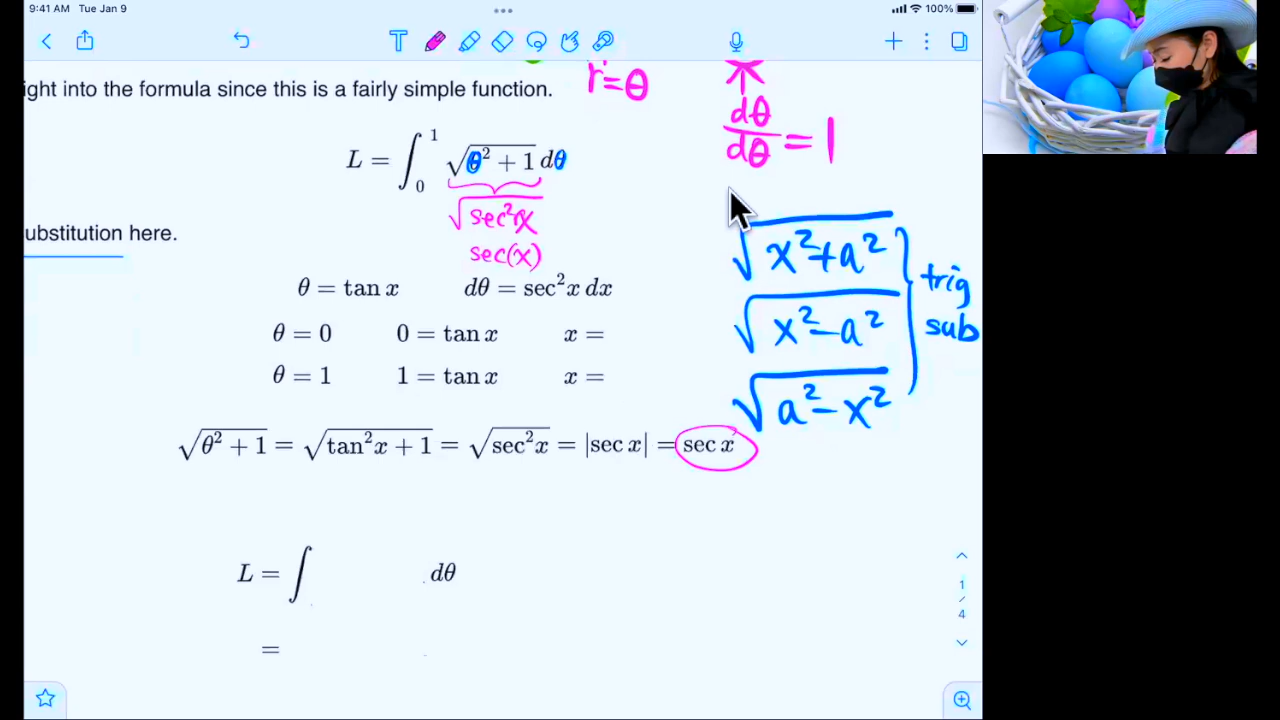 9:41 AM Tue Jan 9
100%
ight into the formula since this is a fairly simple function.
r = θ
dθ/dθ = 1
L = ∫₀¹ √(θ² + 1) dθ
√(sec²x)
sec(x)
ubstitution here.
θ = tan x dθ = sec²x dx
θ = 0 0 = tan x x =
θ = 1 1 = tan x x =
√(x²+a²)
√(x²−a²)
√(a²−x²)
trig
sub
√(θ² + 1) = √(tan²x + 1) = √(sec²x) = |sec x| = sec x
L = ∫ dθ
=
1
/
4